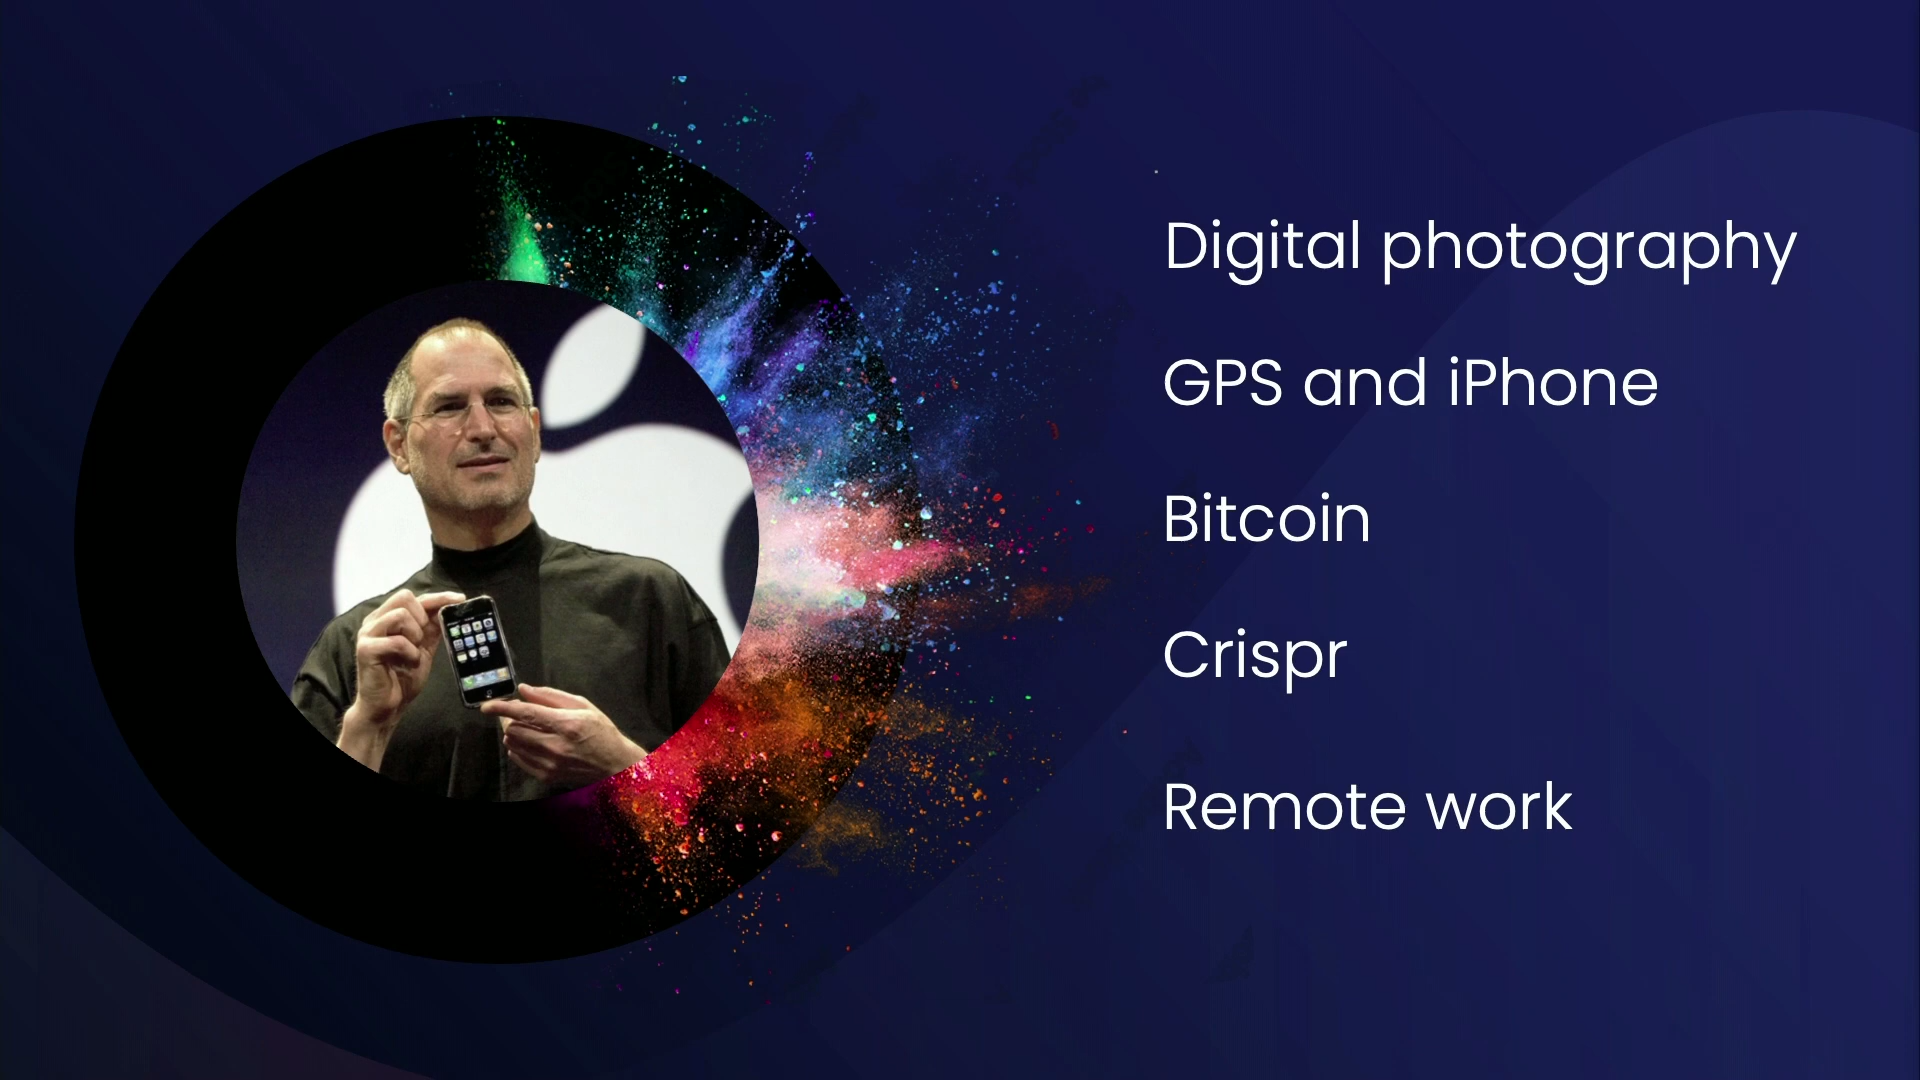 Digital photography
GPS and iPhone
Bitcoin
Crispr
Remote work